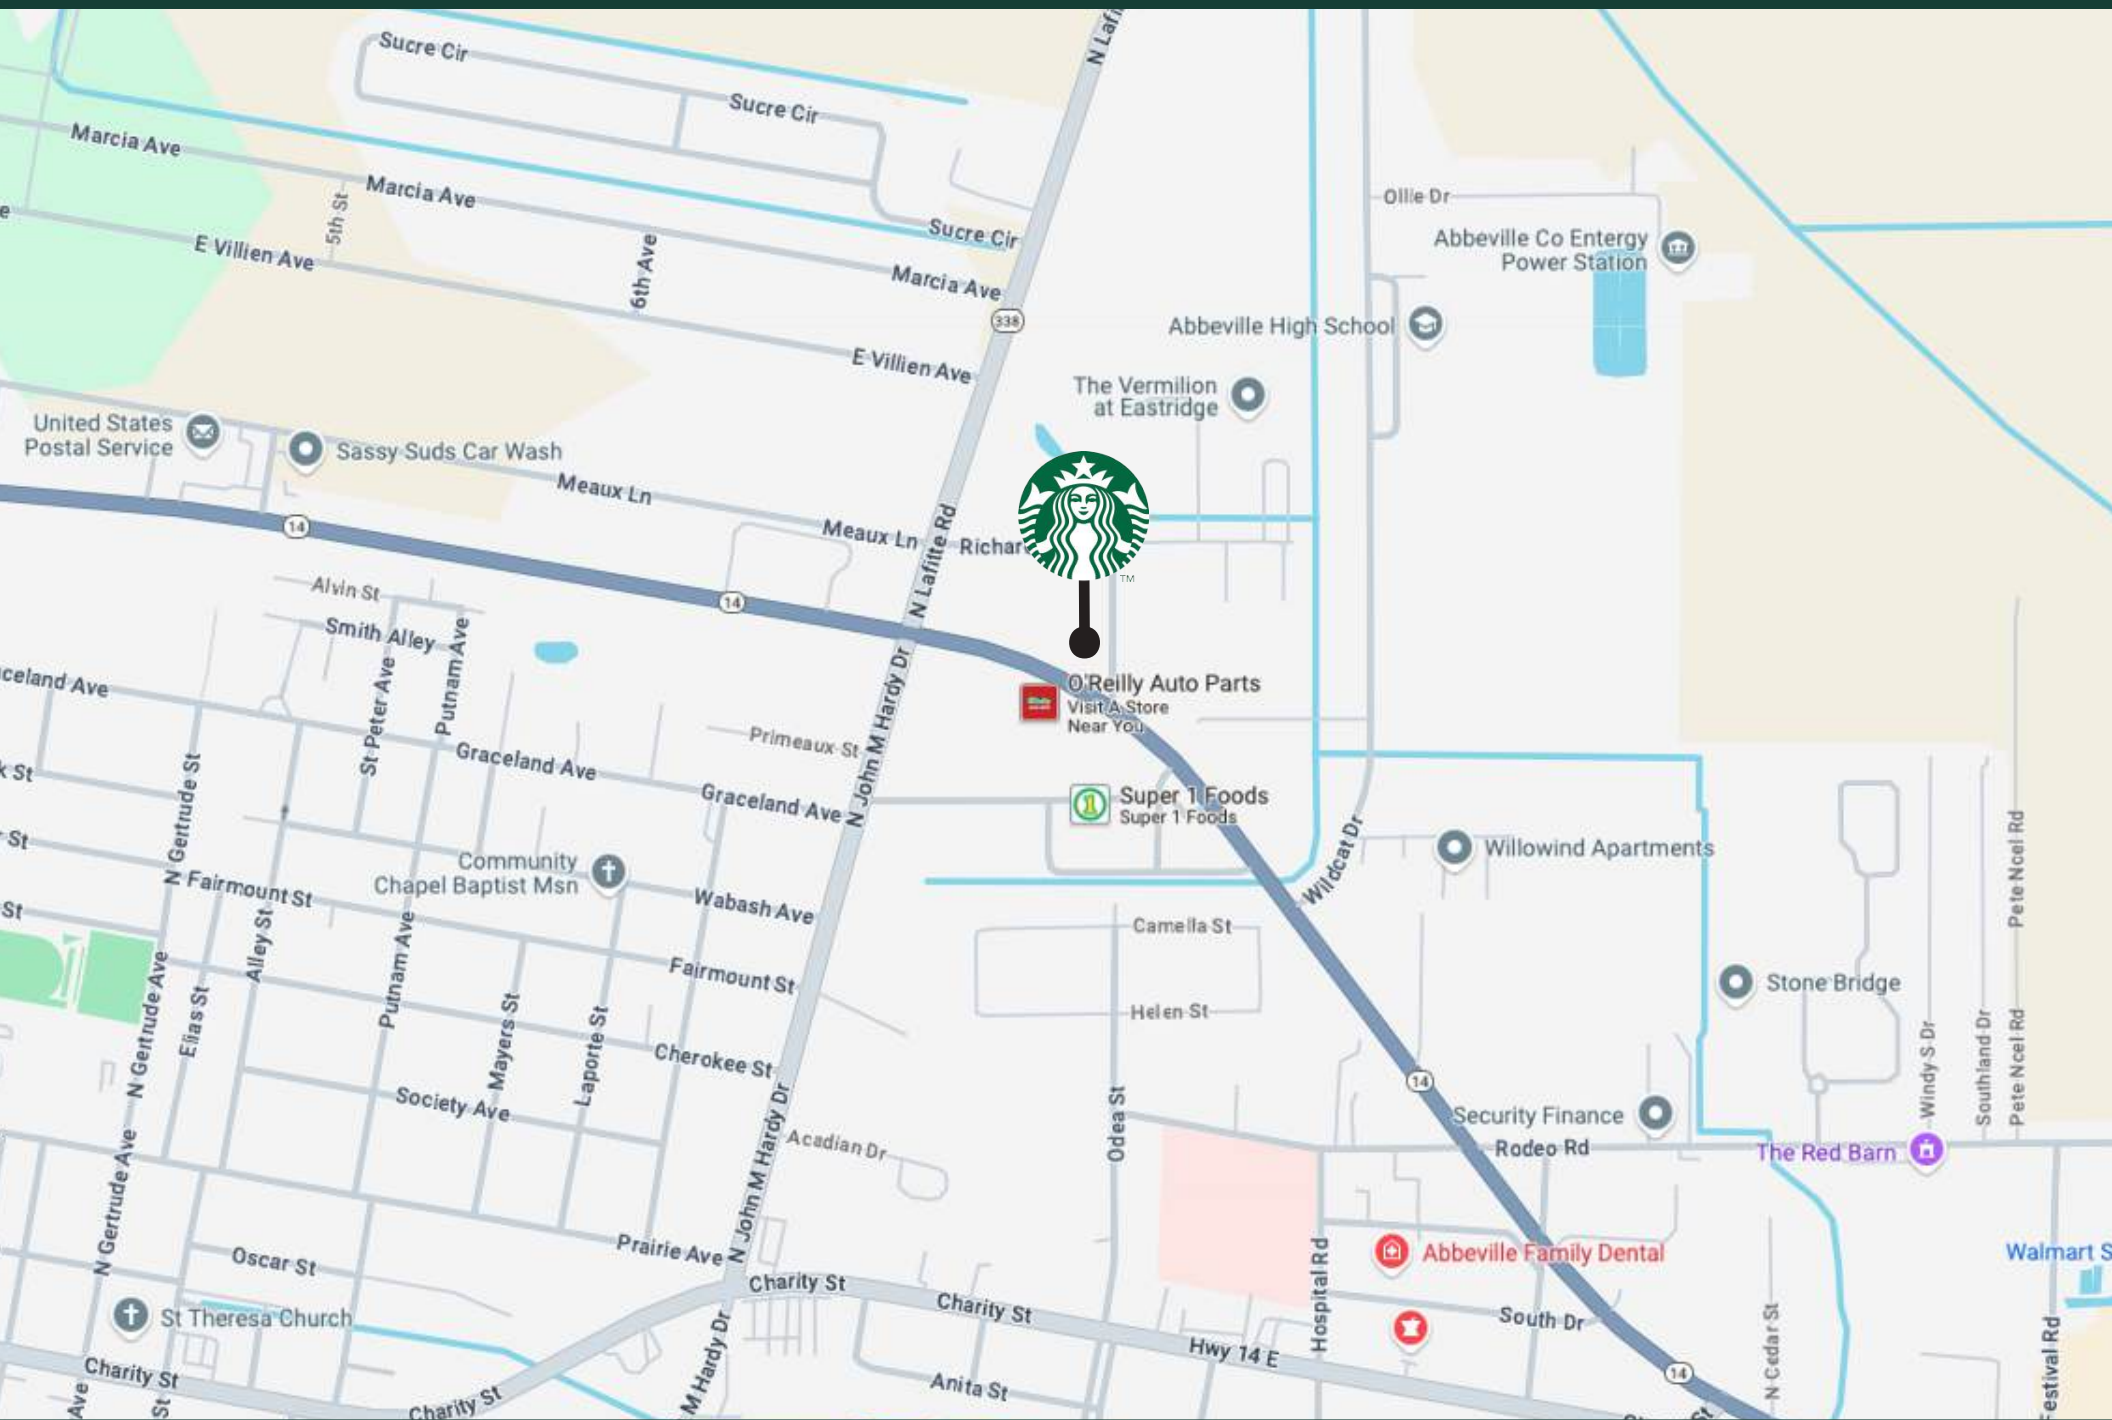 N Lafi
Sucre Cir
Sucre Cir
Marcia Ave
Marcia Ave
5th St
Ollie Dr
E Villien Ave
Sucre Cir
Abbeville Co Entergy
Power Station
6th Ave
Marcia Ave
338
Abbeville High School
E Villien Ave
The Vermilion
at Eastridge
United States
Postal Service
Sassy Suds Car Wash
Meaux Ln
Meaux Ln
N Lafitte Rd
Richar
TM
14
14
Alvin St
Smith Alley
celand Ave
St Peter Ave
Putnam Ave
O'Reilly Auto Parts
Visit A Store
Near You
N John M Hardy Dr
Primeaux St
Graceland Ave
Graceland Ave
k St
Super 1 Foods
Super 1 Foods
1
N Gertrude St
St
Wildcat Dr
Willowind Apartments
Community
Chapel Baptist Msn
Fairmount St
Wabash Ave
Pete Ncel Rd
St
Alley St
Putnam Ave
Camella St
Fairmount St
Stone Bridge
Helen St
N Gertrude Ave
Elias St
Mayers St
Laporte St
Cherokee St
Society Ave
14
Windy S Dr
Southland Dr
Pete Ncel Rd
Security Finance
Rodeo Rd
The Red Barn
Odea St
Acadian Dr
N John M Hardy Dr
N Gertrude Ave
Prairie Ave
Oscar St
Charity St
Charity St
Hospital Rd
Abbeville Family Dental
Walmart S
St Theresa Church
South Dr
Hwy 14 E
M Hardy Dr
N Cedar St
Festival Rd
14
Charity St
Charity St
Anita St
Ave
St
St